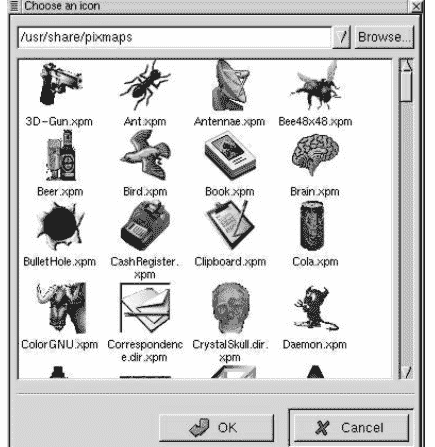 Choose an icon
/usr/share/pixmaps Browse...
3D-Gun.xpm Ant.xpm Antennae.xpm Bee48x48.xpm
Beer.xpm Bird.xpm Book.xpm Brain.xpm
BulletHole.xpm CashRegister. Clipboard.xpm Cola.xpm
xpm
ColorGNU.xpm Correspondenc CrystalSkull.dir. Daemon.xpm
e.dir.xpm xpm
OK Cancel